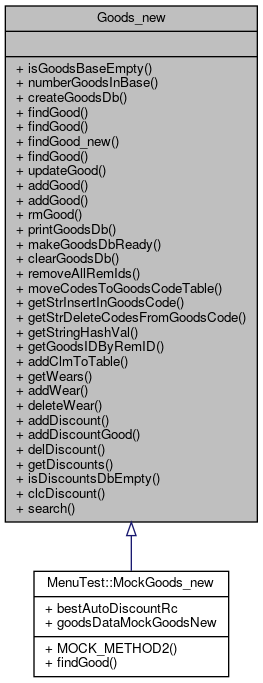 Goods_new
+ isGoodsBaseEmpty()
+ numberGoodsInBase()
+ createGoodsDb()
+ findGood()
+ findGood()
+ findGood_new()
+ findGood()
+ updateGood()
+ addGood()
+ addGood()
+ rmGood()
+ printGoodsDb()
+ makeGoodsDbReady()
+ clearGoodsDb()
+ removeAllRemIds()
+ moveCodesToGoodsCodeTable()
+ getStrInsertInGoodsCode()
+ getStrDeleteCodesFromGoodsCode()
+ getStringHashVal()
+ getGoodsIDByRemID()
+ addClmToTable()
+ getWears()
+ addWear()
+ deleteWear()
+ addDiscount()
+ addDiscountGood()
+ delDiscount()
+ getDiscounts()
+ isDiscountsDbEmpty()
+ clcDiscount()
+ search()
MenuTest::MockGoods_new
+ bestAutoDiscountRc
+ goodsDataMockGoodsNew
+ MOCK_METHOD2()
+ findGood()